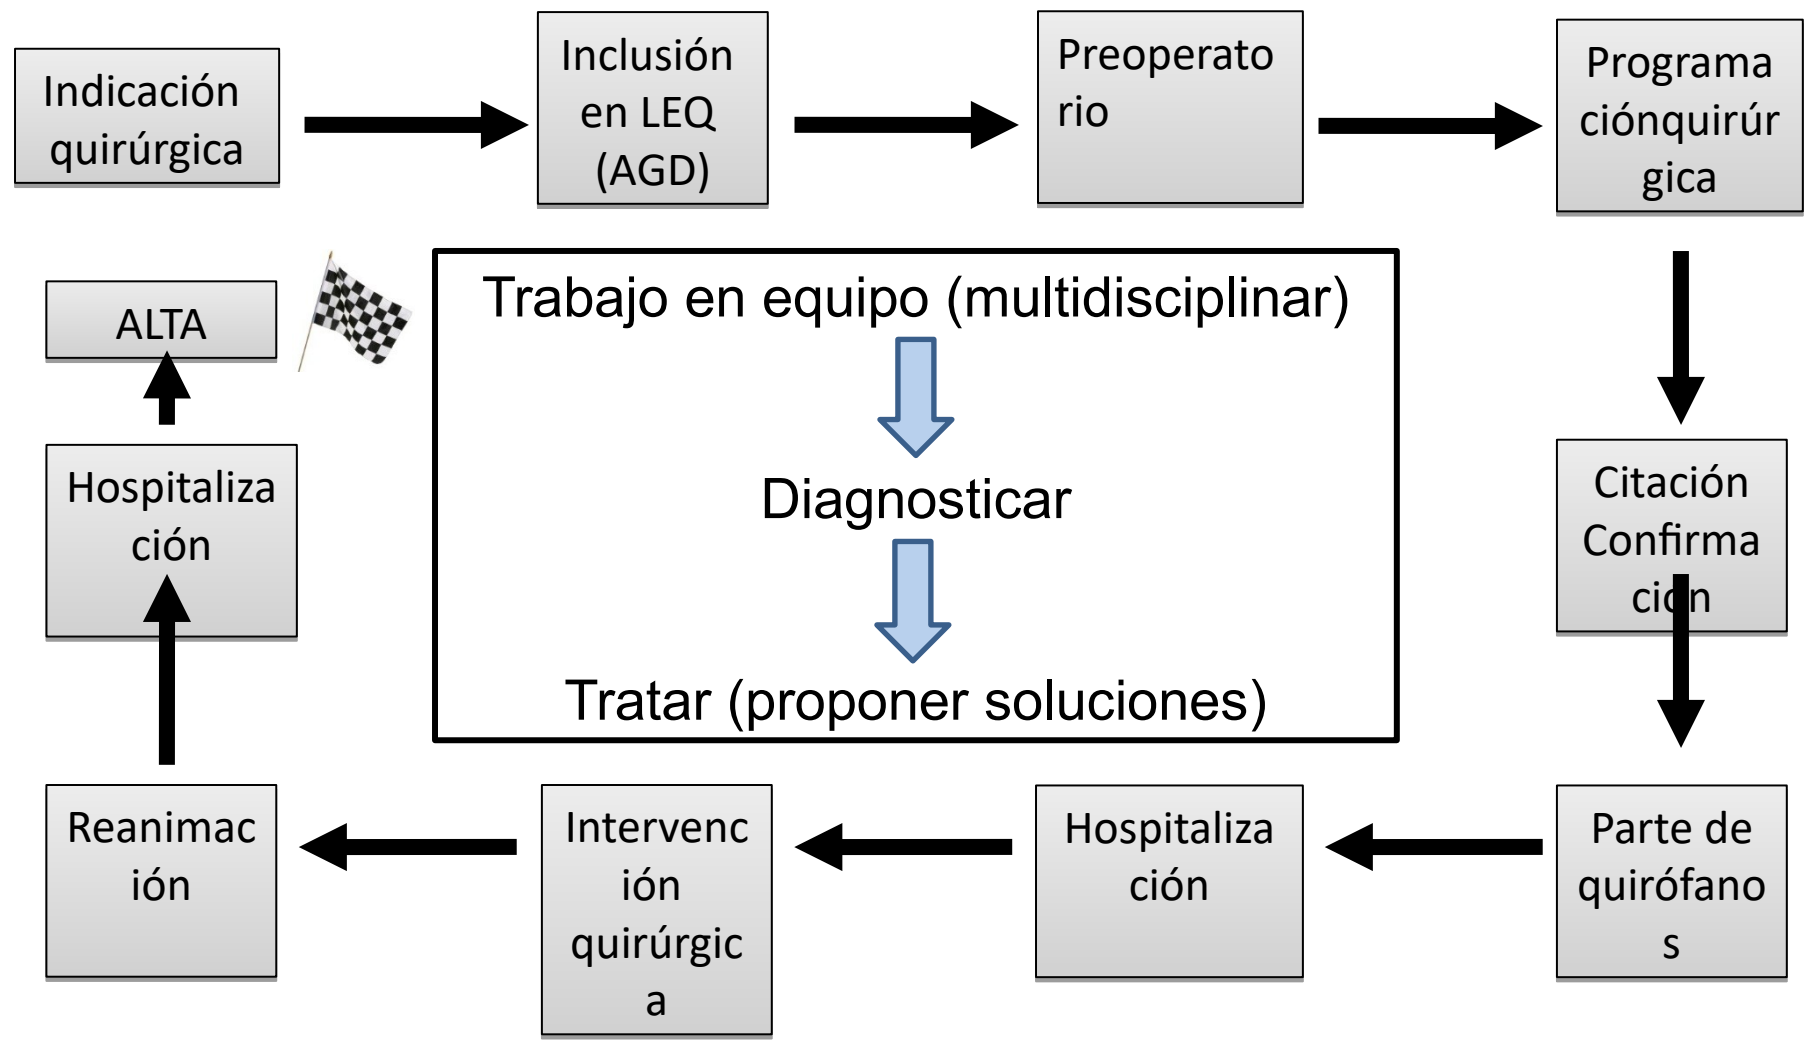 Indicación
quirúrgica
Inclusión
en LEQ
(AGD)
Preoperato
rio
Programa
ciónquirúr
gica
ALTA
Trabajo en equipo (multidisciplinar)
Diagnosticar
Tratar (proponer soluciones)
Hospitaliza
ción
Citación
Confirma
ción
Reanimac
ión
Intervenc
ión
quirúrgic
a
Hospitaliza
ción
Parte de
quirófano
s